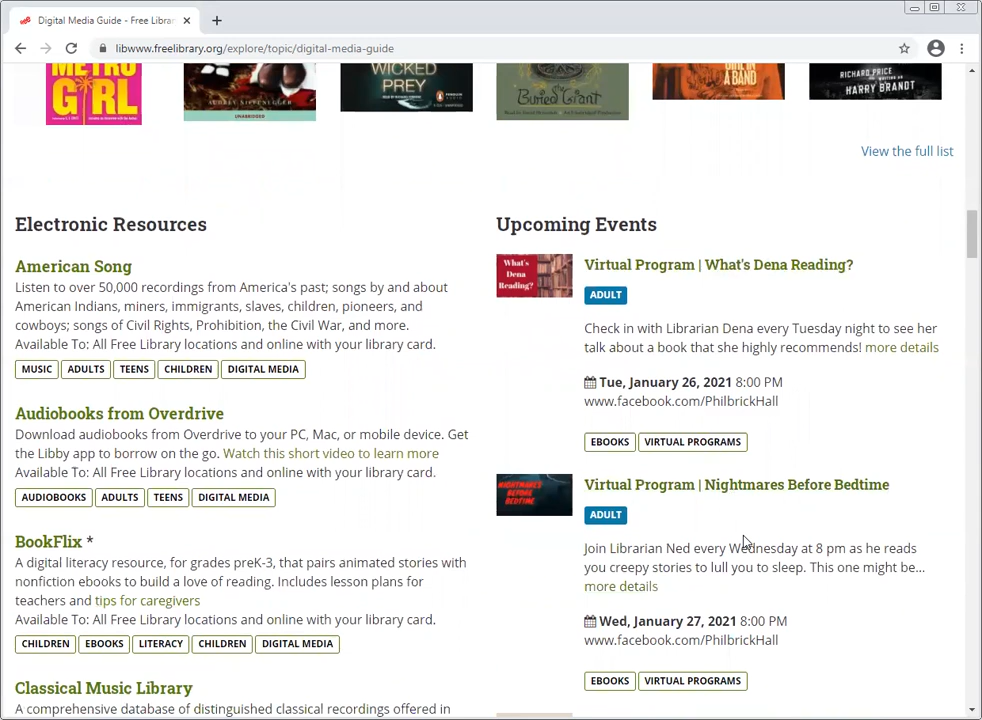 Digital Media Guide - Free Libra
libwww.freelibrary.org/explore/topic/digital-media-guide
METRO
GIRL
AUDREY NIFFENEGGER
UNABRIDGED
WICKED
PREY
Buried Giant
GIRL IN
A BAND
RICHARD PRICE
HARRY BRANDT
View the full list
Electronic Resources
American Song
Listen to over 50,000 recordings from America's past; songs by and about
American Indians, miners, immigrants, slaves, children, pioneers, and
cowboys; songs of Civil Rights, Prohibition, the Civil War, and more.
Available To: All Free Library locations and online with your library card.
MUSIC ADULTS TEENS CHILDREN DIGITAL MEDIA
Audiobooks from Overdrive
Download audiobooks from Overdrive to your PC, Mac, or mobile device. Get
the Libby app to borrow on the go. Watch this short video to learn more
Available To: All Free Library locations and online with your library card.
AUDIOBOOKS ADULTS TEENS DIGITAL MEDIA
BookFlix *
A digital literacy resource, for grades preK-3, that pairs animated stories with
nonfiction ebooks to build a love of reading. Includes lesson plans for
teachers and tips for caregivers
Available To: All Free Library locations and online with your library card.
CHILDREN EBOOKS LITERACY CHILDREN DIGITAL MEDIA
Classical Music Library
A comprehensive database of distinguished classical recordings offered in
Upcoming Events
What's
Dena
Reading?
Virtual Program | What's Dena Reading?
ADULT
Check in with Librarian Dena every Tuesday night to see her
talk about a book that she highly recommends! more details
Tue, January 26, 2021 8:00 PM
www.facebook.com/PhilbrickHall
EBOOKS VIRTUAL PROGRAMS
NIGHTMARES
BEFORE
BEDTIME
Virtual Program | Nightmares Before Bedtime
ADULT
Join Librarian Ned every Wednesday at 8 pm as he reads
you creepy stories to lull you to sleep. This one might be...
more details
Wed, January 27, 2021 8:00 PM
www.facebook.com/PhilbrickHall
EBOOKS VIRTUAL PROGRAMS